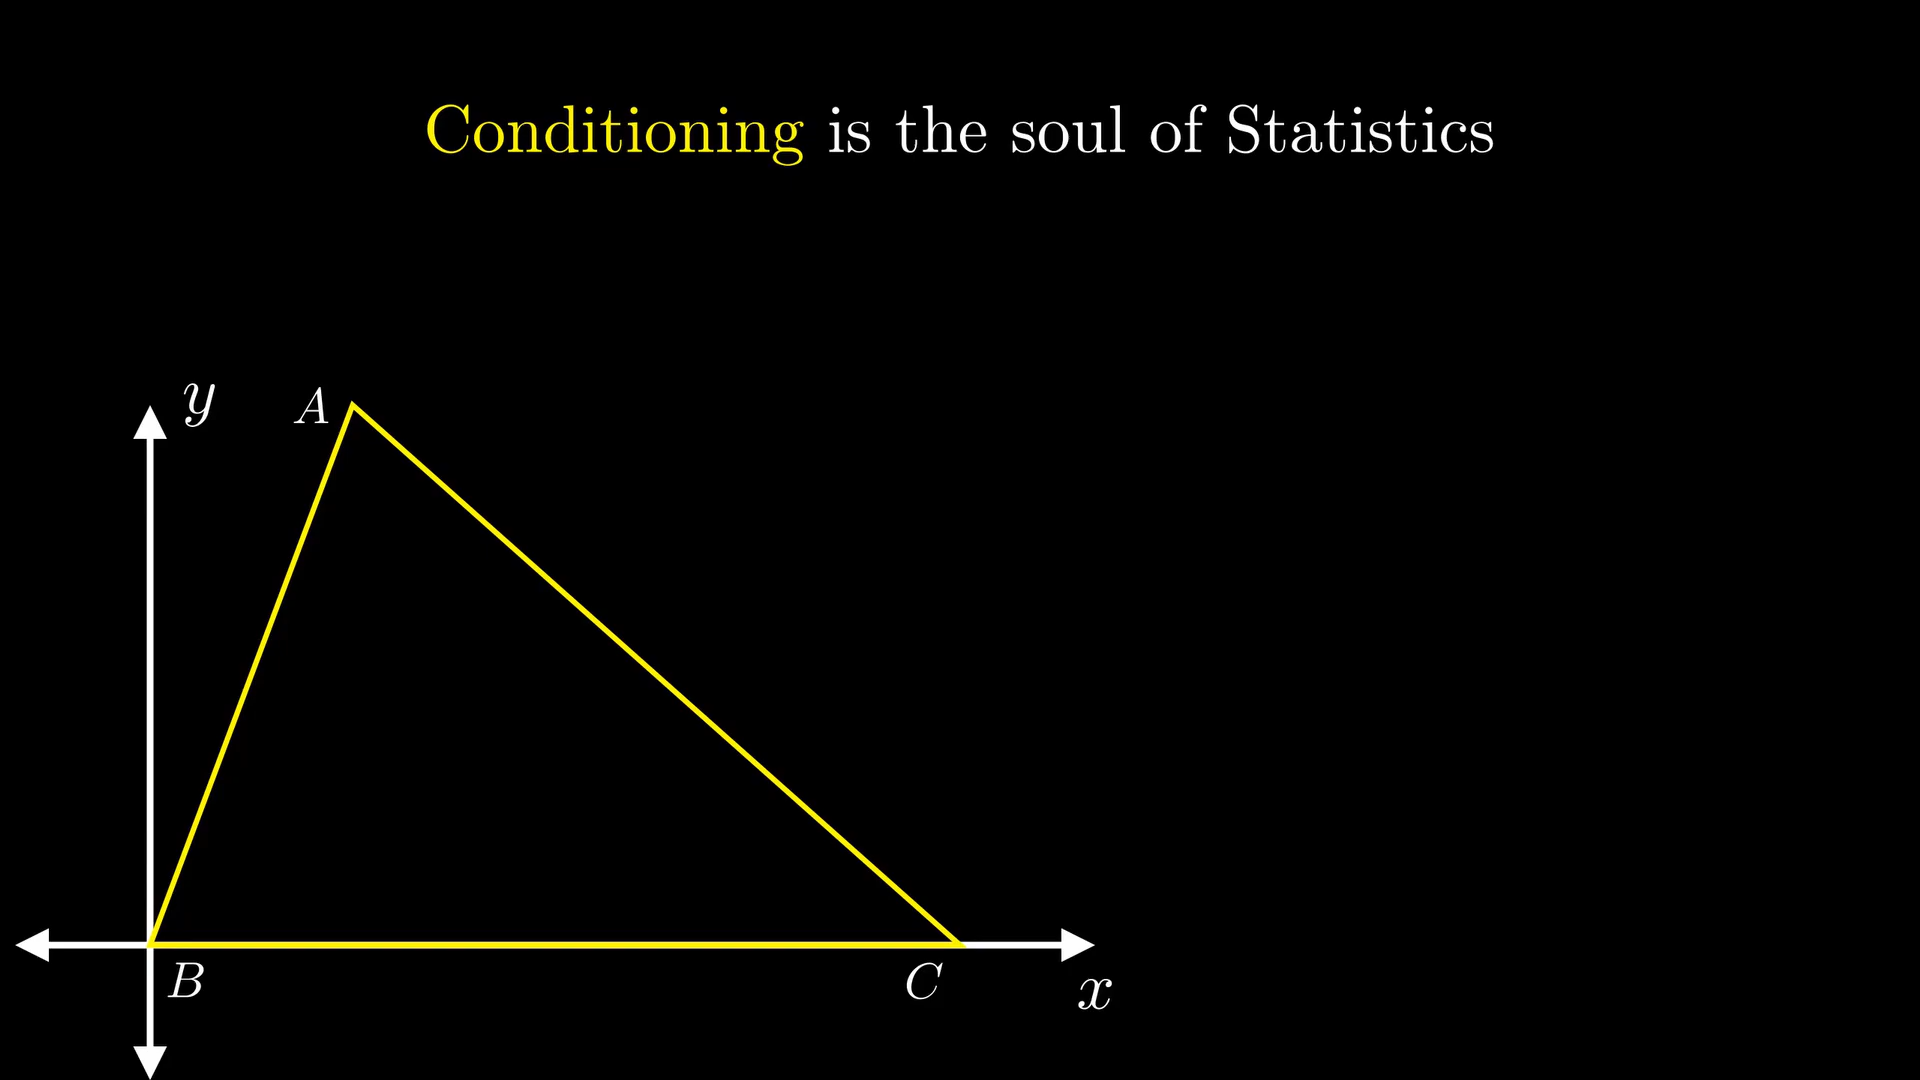 Conditioning is the soul of Statistics
y
A
B
C
x